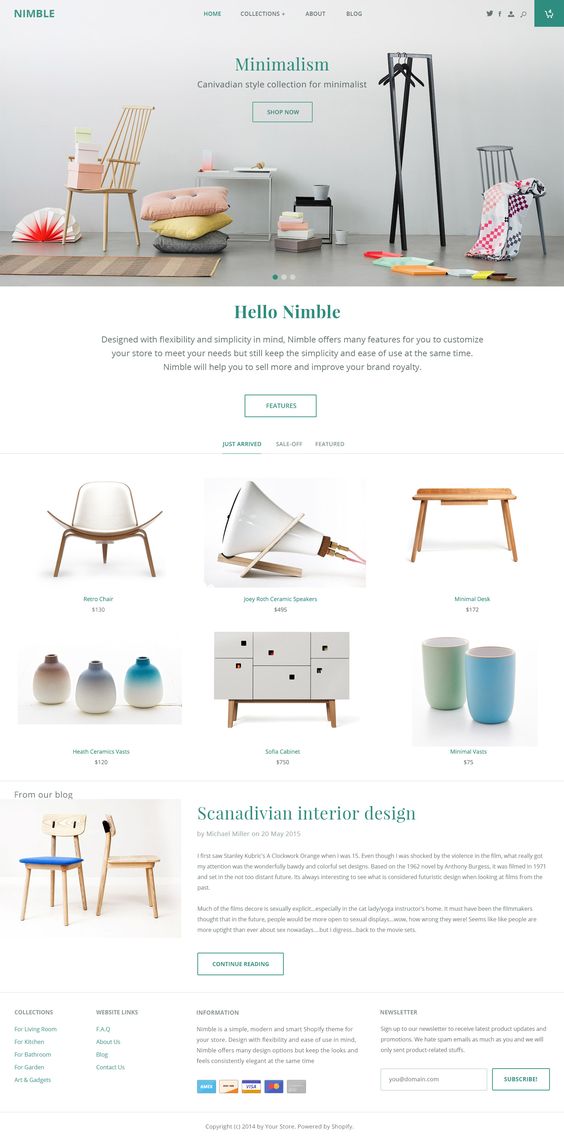 NIMBLE
HOME COLLECTIONS + ABOUT BLOG
Minimalism
Canivadian style collection for minimalist
SHOP NOW
Hello Nimble
Designed with flexibility and simplicity in mind, Nimble offers many features for you to customize
your store to meet your needs but still keep the simplicity and ease of use at the same time.
Nimble will help you to sell more and improve your brand royalty.
FEATURES
JUST ARRIVED SALE-OFF FEATURED
Retro Chair
$130
Joey Roth Ceramic Speakers
$495
Minimal Desk
$172
Heath Ceramics Vasts
$120
Sofia Cabinet
$750
Minimal Vasts
$75
From our blog
Scanadivian interior design
by Michael Miller on 20 May 2015
I first saw Stanley Kubric's A Clockwork Orange when I was 15. Even though I was shocked by the violence in the film, what really got
my attention was the wonderfully bawdy and colorful set designs. Based on the 1962 novel by Anthony Burgess, it was filmed in 1971
and set in the not too distant future. Its always interesting to see what is considered futuristic design when looking at films from the
past.
Much of the films decore is sexually explicit...especially in the cat lady/yoga instructor's home. It must have been the filmmakers
thought that in the future, people would be more open to sexual displays...wow, how wrong they were! Seems like like people are
more uptight than ever about sex nowadays....but I digress...back to the movie sets.
CONTINUE READING
COLLECTIONS
For Living Room
For Kitchen
For Bathroom
For Garden
Art & Gadgets
WEBSITE LINKS
F.A.Q
About Us
Blog
Contact Us
INFORMATION
Nimble is a simple, modern and smart Shopify theme for
your store. Design with flexibility and ease of use in mind,
Nimble offers many design options but keep the looks and
feels consistently elegant at the same time
AMEX
VISA
NEWSLETTER
Sign up to our newsletter to receive latest product updates and
promotions. We hate spam emails as much as you and we will
only sent product-related stuffs.
you@domain.com
SUBSCRIBE!
Copyright (c) 2014 by Your Store. Powered by Shopify.